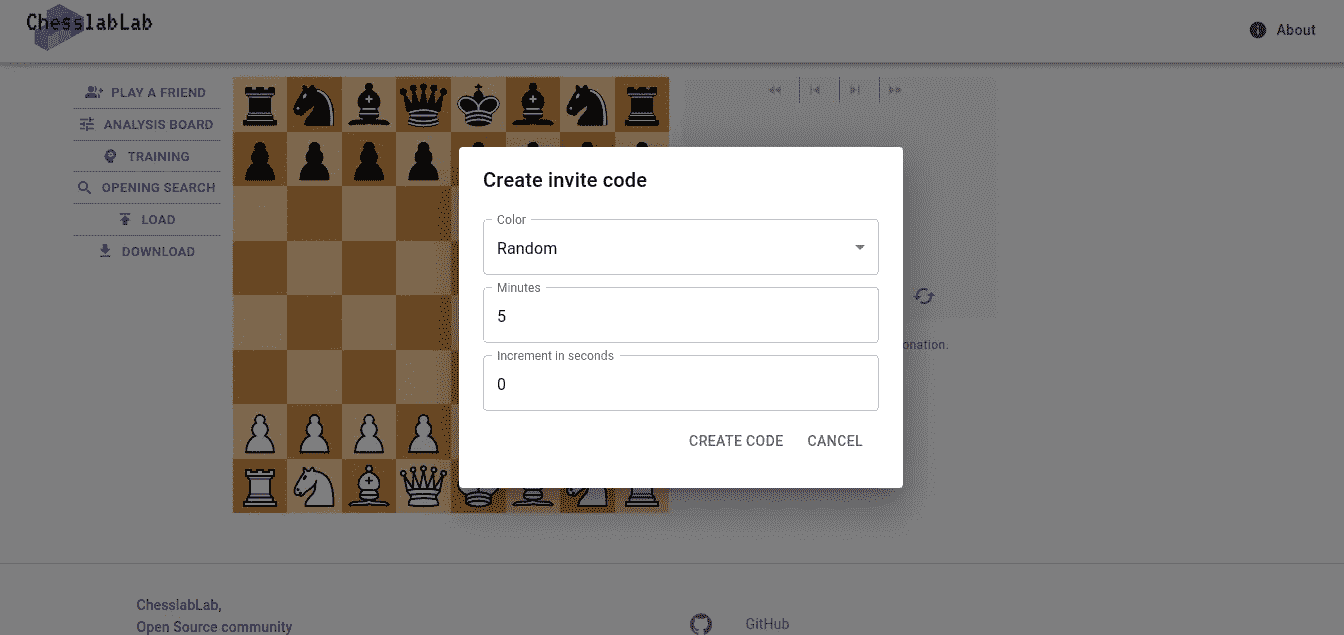 ChesslabLab
About
PLAY A FRIEND
ANALYSIS BOARD
TRAINING
OPENING SEARCH
LOAD
DOWNLOAD
Create invite code
Color
Random
Minutes
5
Increment in seconds
0
CREATE CODE
CANCEL
ChesslabLab,
Open Source community
GitHub